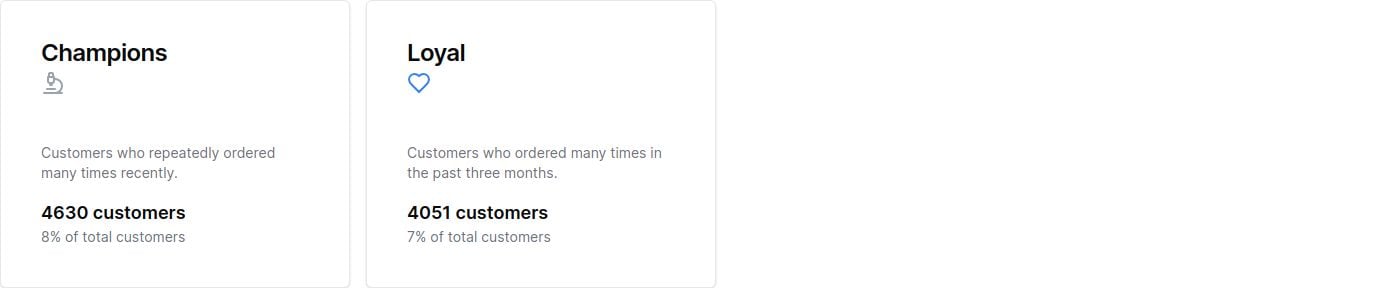 Champions
Customers who repeatedly ordered
many times recently.
4630 customers
8% of total customers
Loyal
Customers who ordered many times in
the past three months.
4051 customers
7% of total customers